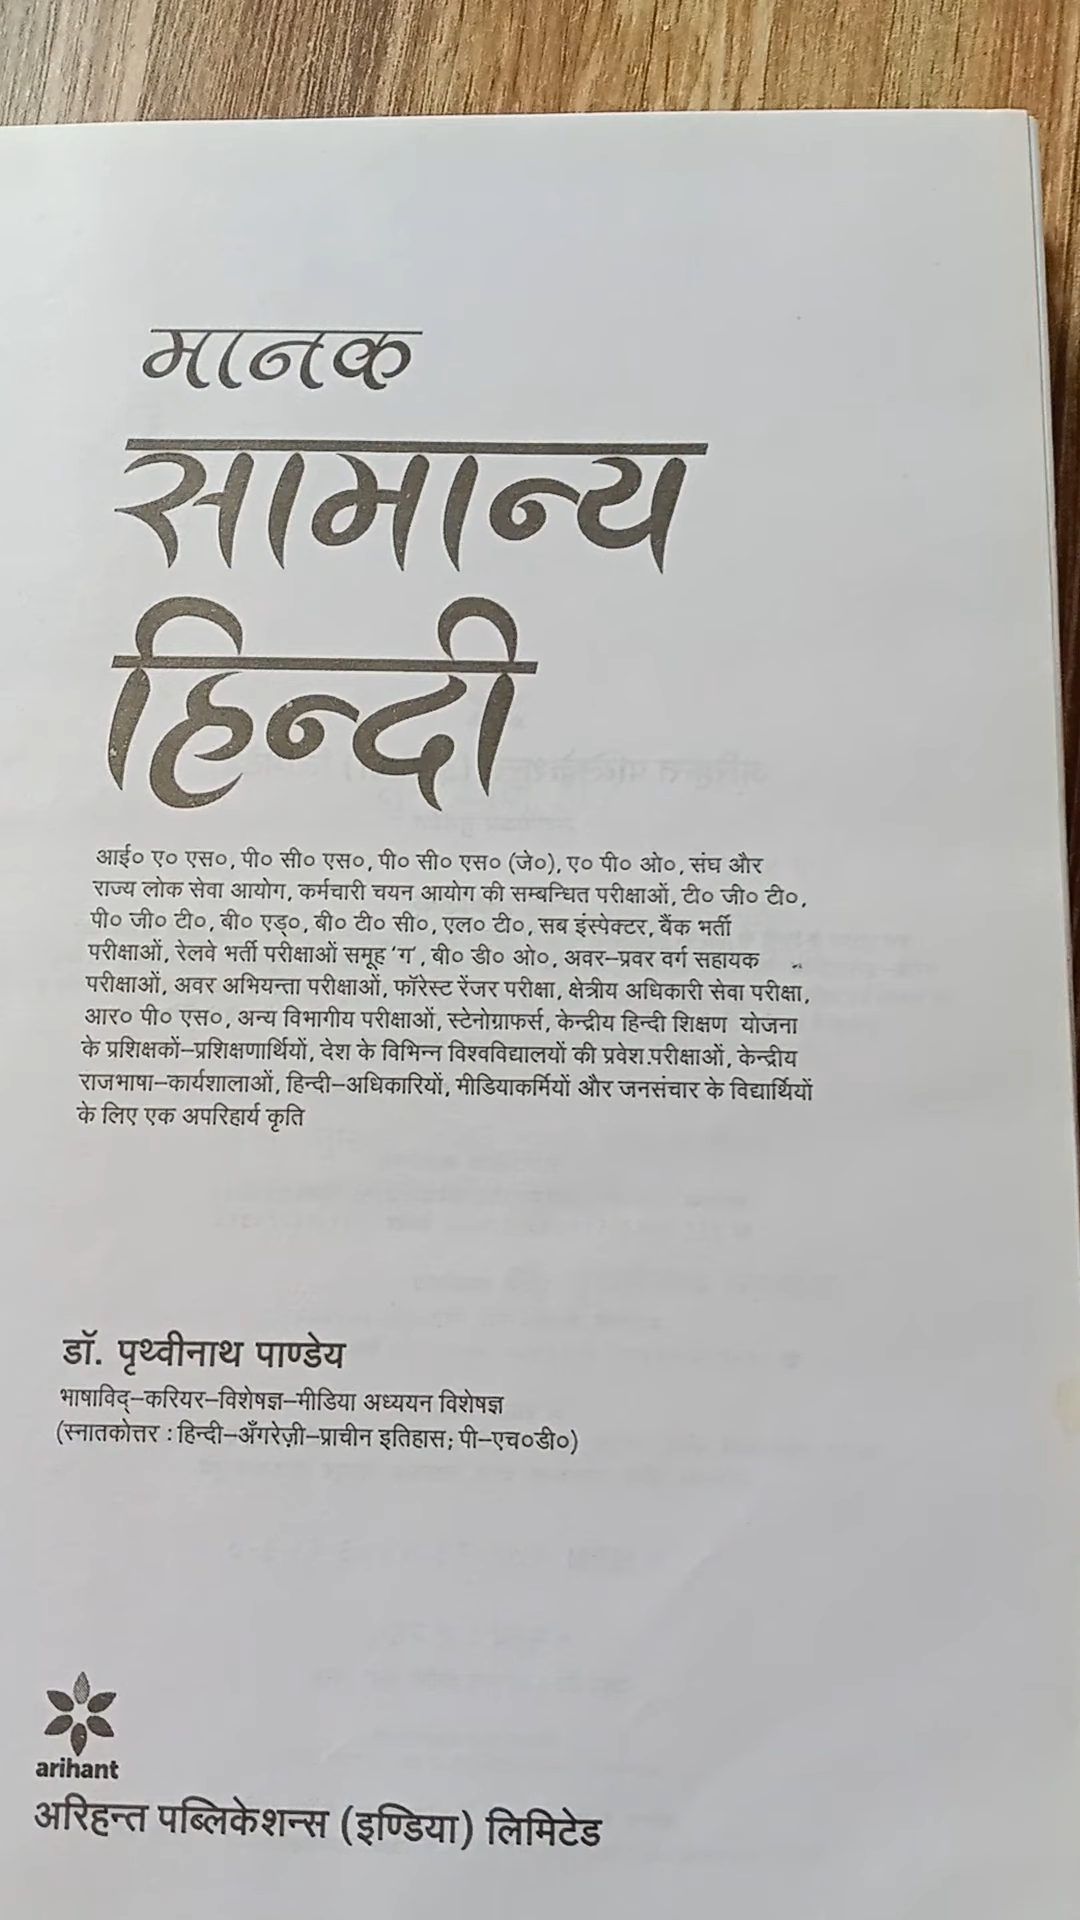 मानक
सामान्य
हिन्दी
आई० ए० एस०, पी० सी० एस०, पी० सी० एस० (जे०), ए० पी० ओ०, संघ और
राज्य लोक सेवा आयोग, कर्मचारी चयन आयोग की सम्बन्धित परीक्षाओं, टी० जी० टी०,
पी० जी० टी०, बी० एड्०, बी० टी० सी०, एल० टी०, सब इंस्पेक्टर, बैंक भर्ती
परीक्षाओं, रेलवे भर्ती परीक्षाओं समूह 'ग', बी० डी० ओ०, अवर–प्रवर वर्ग सहायक
परीक्षाओं, अवर अभियन्ता परीक्षाओं, फॉरेस्ट रेंजर परीक्षा, क्षेत्रीय अधिकारी सेवा परीक्षा,
आर० पी० एस०, अन्य विभागीय परीक्षाओं, स्टेनोग्राफर्स, केन्द्रीय हिन्दी शिक्षण योजना
के प्रशिक्षकों–प्रशिक्षणार्थियों, देश के विभिन्न विश्वविद्यालयों की प्रवेश.परीक्षाओं, केन्द्रीय
राजभाषा–कार्यशालाओं, हिन्दी–अधिकारियों, मीडियाकर्मियों और जनसंचार के विद्यार्थियों
के लिए एक अपरिहार्य कृति
डॉ. पृथ्वीनाथ पाण्डेय
भाषाविद्–करियर–विशेषज्ञ–मीडिया अध्ययन विशेषज्ञ
(स्नातकोत्तर : हिन्दी–अँगरेज़ी–प्राचीन इतिहास; पी–एच०डी०)
arihant
अरिहन्त पब्लिकेशन्स (इण्डिया) लिमिटेड